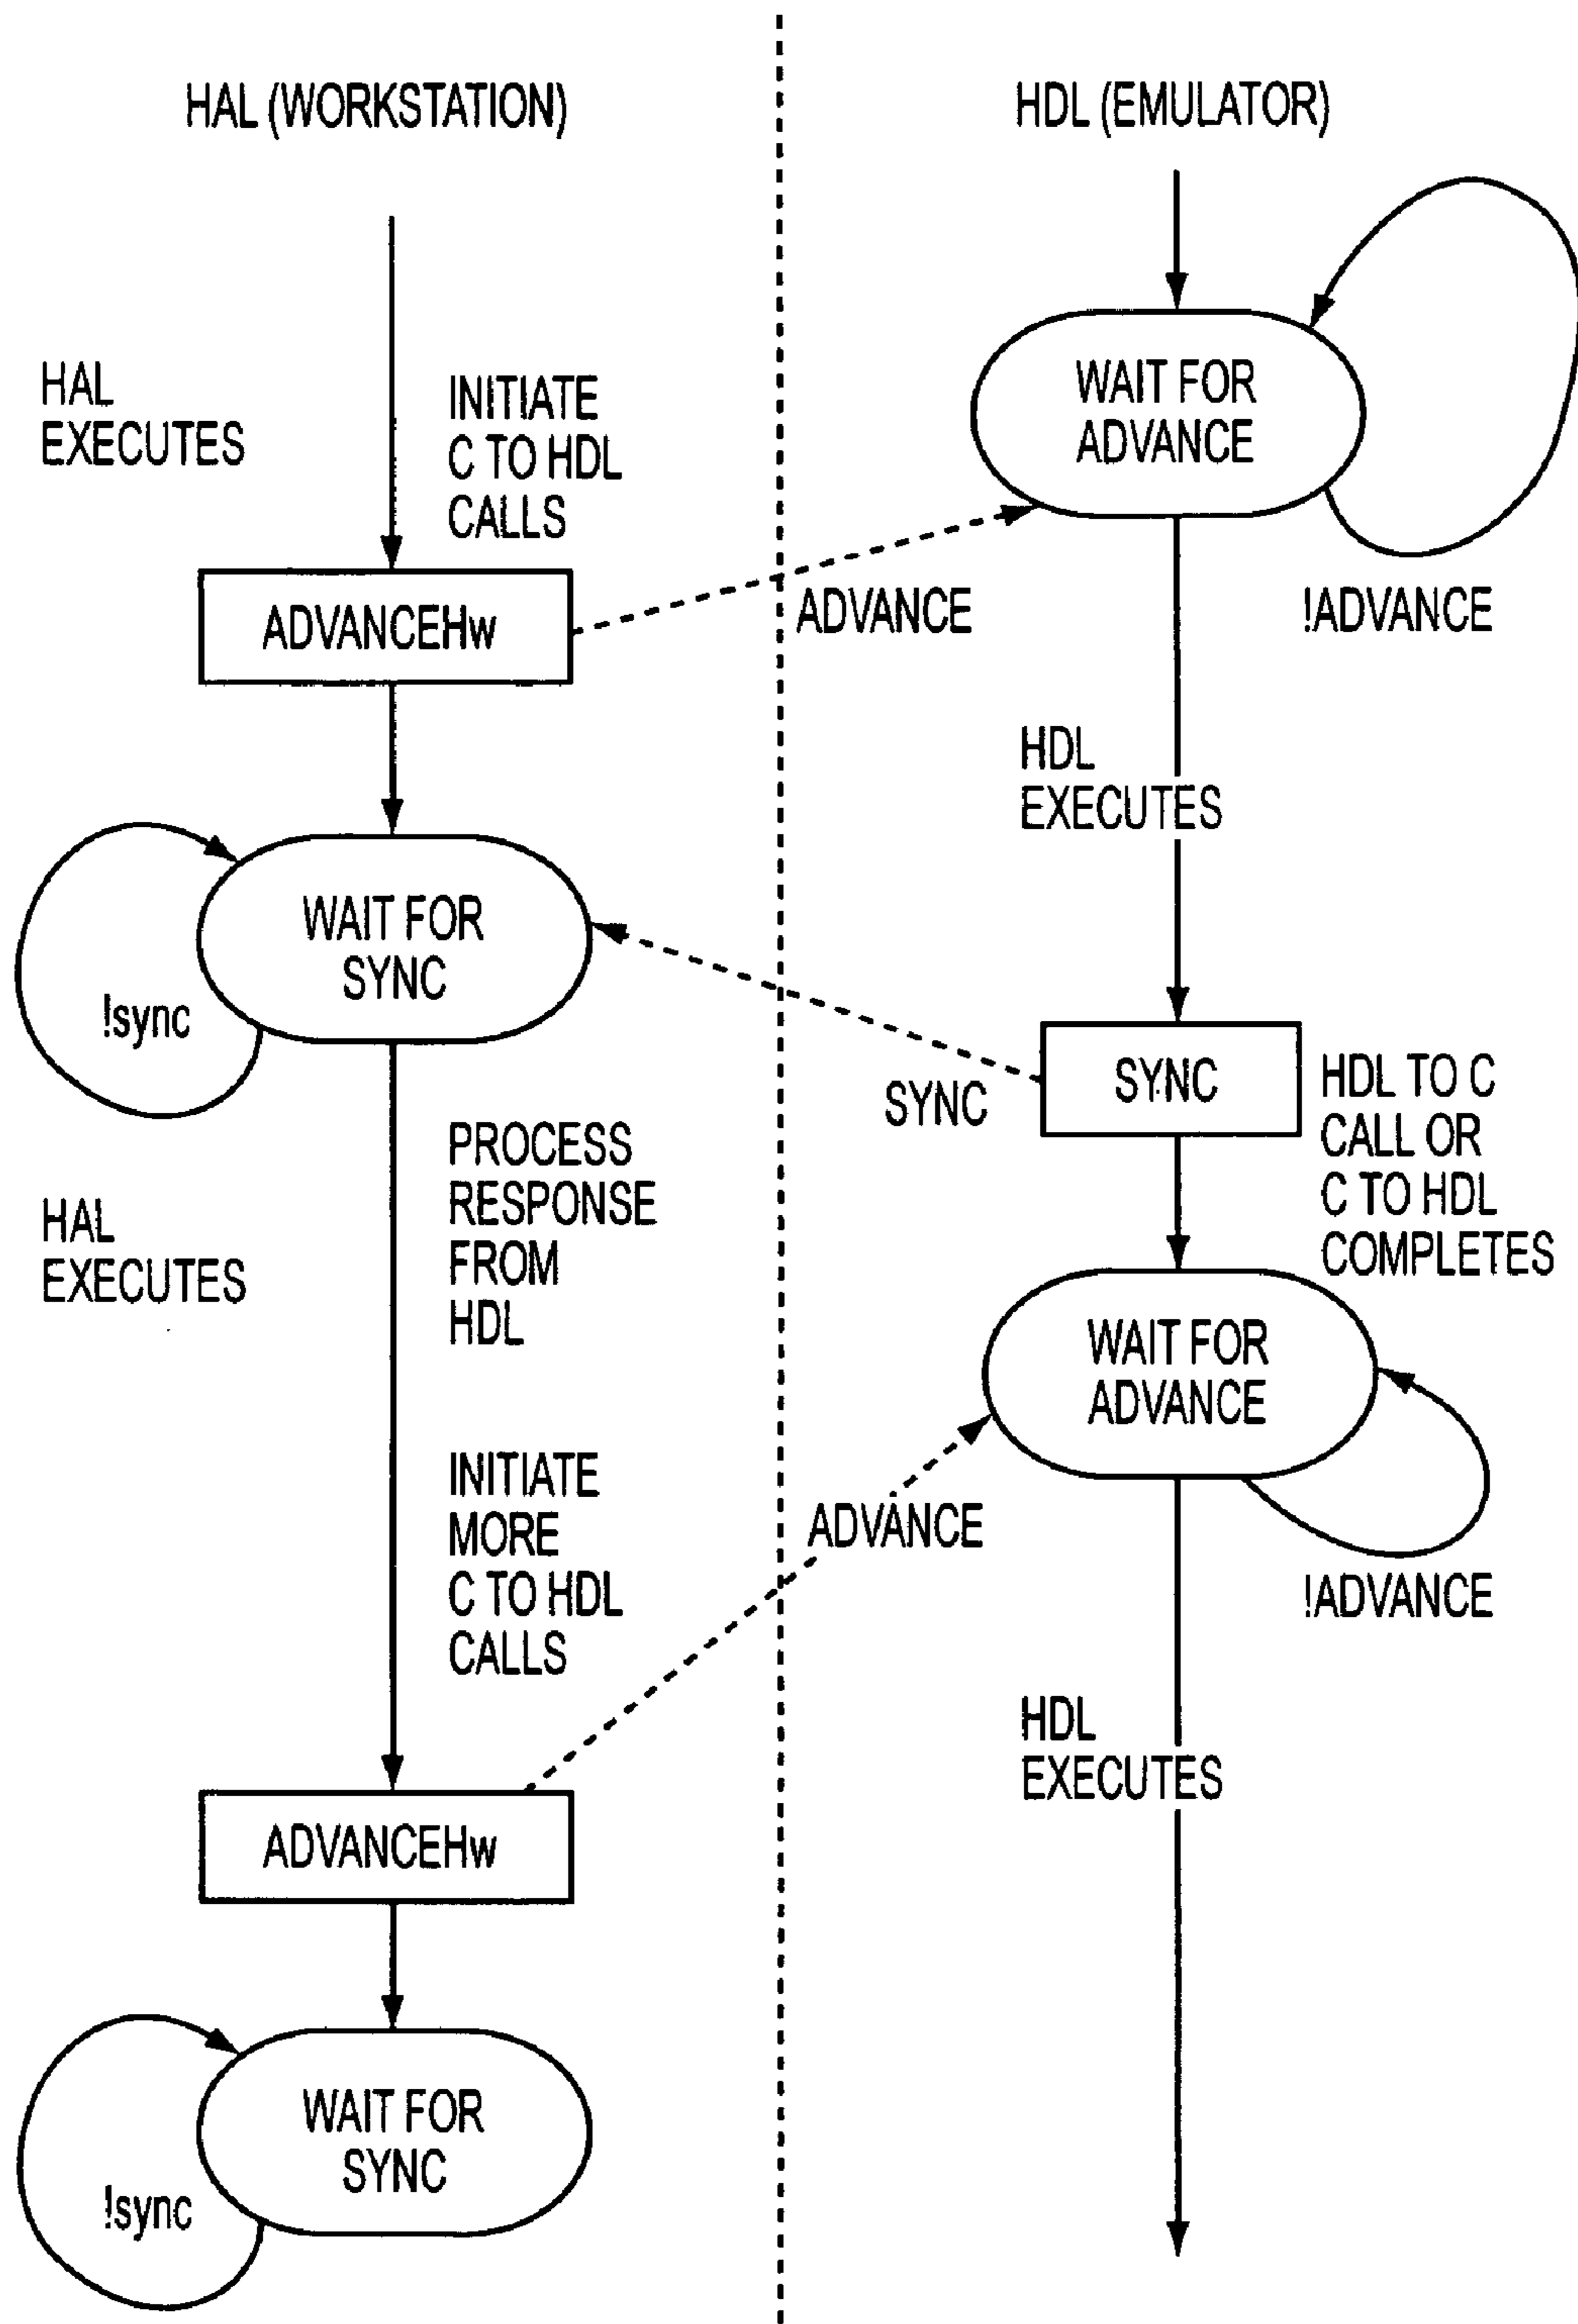 HAL (WORKSTATION)
HDL (EMULATOR)
HAL
EXECUTES
INITIATE
C TO HDL
CALLS
WAIT FOR
ADVANCE
ADVANCEHw
ADVANCE
!ADVANCE
HDL
EXECUTES
WAIT FOR
SYNC
!sync
SYNC
SYNC
HDL TO C
CALL OR
C TO HDL
COMPLETES
PROCESS
RESPONSE
FROM
HDL
HAL
EXECUTES
WAIT FOR
ADVANCE
INITIATE
MORE
C TO HDL
CALLS
ADVANCE
!ADVANCE
HDL
EXECUTES
ADVANCEHw
WAIT FOR
SYNC
!sync